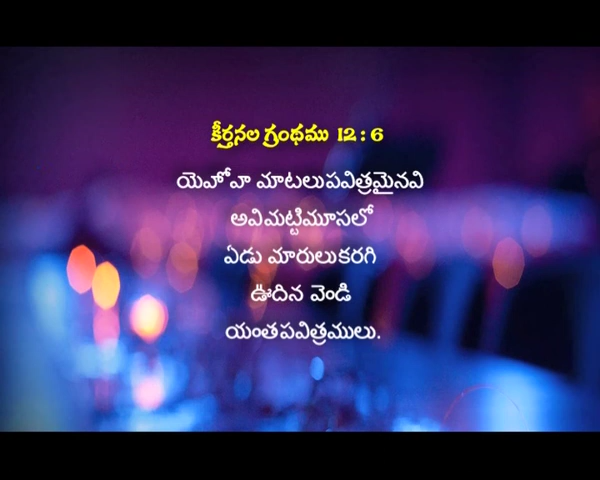 కీర్తనల గ్రంథము 12 : 6
యెహోవా మాటలుపవిత్రమైనవి
అవిమట్టిమూసలో
ఏడు మారులుకరగి
ఊదిన వెండి
యంతపవిత్రములు.